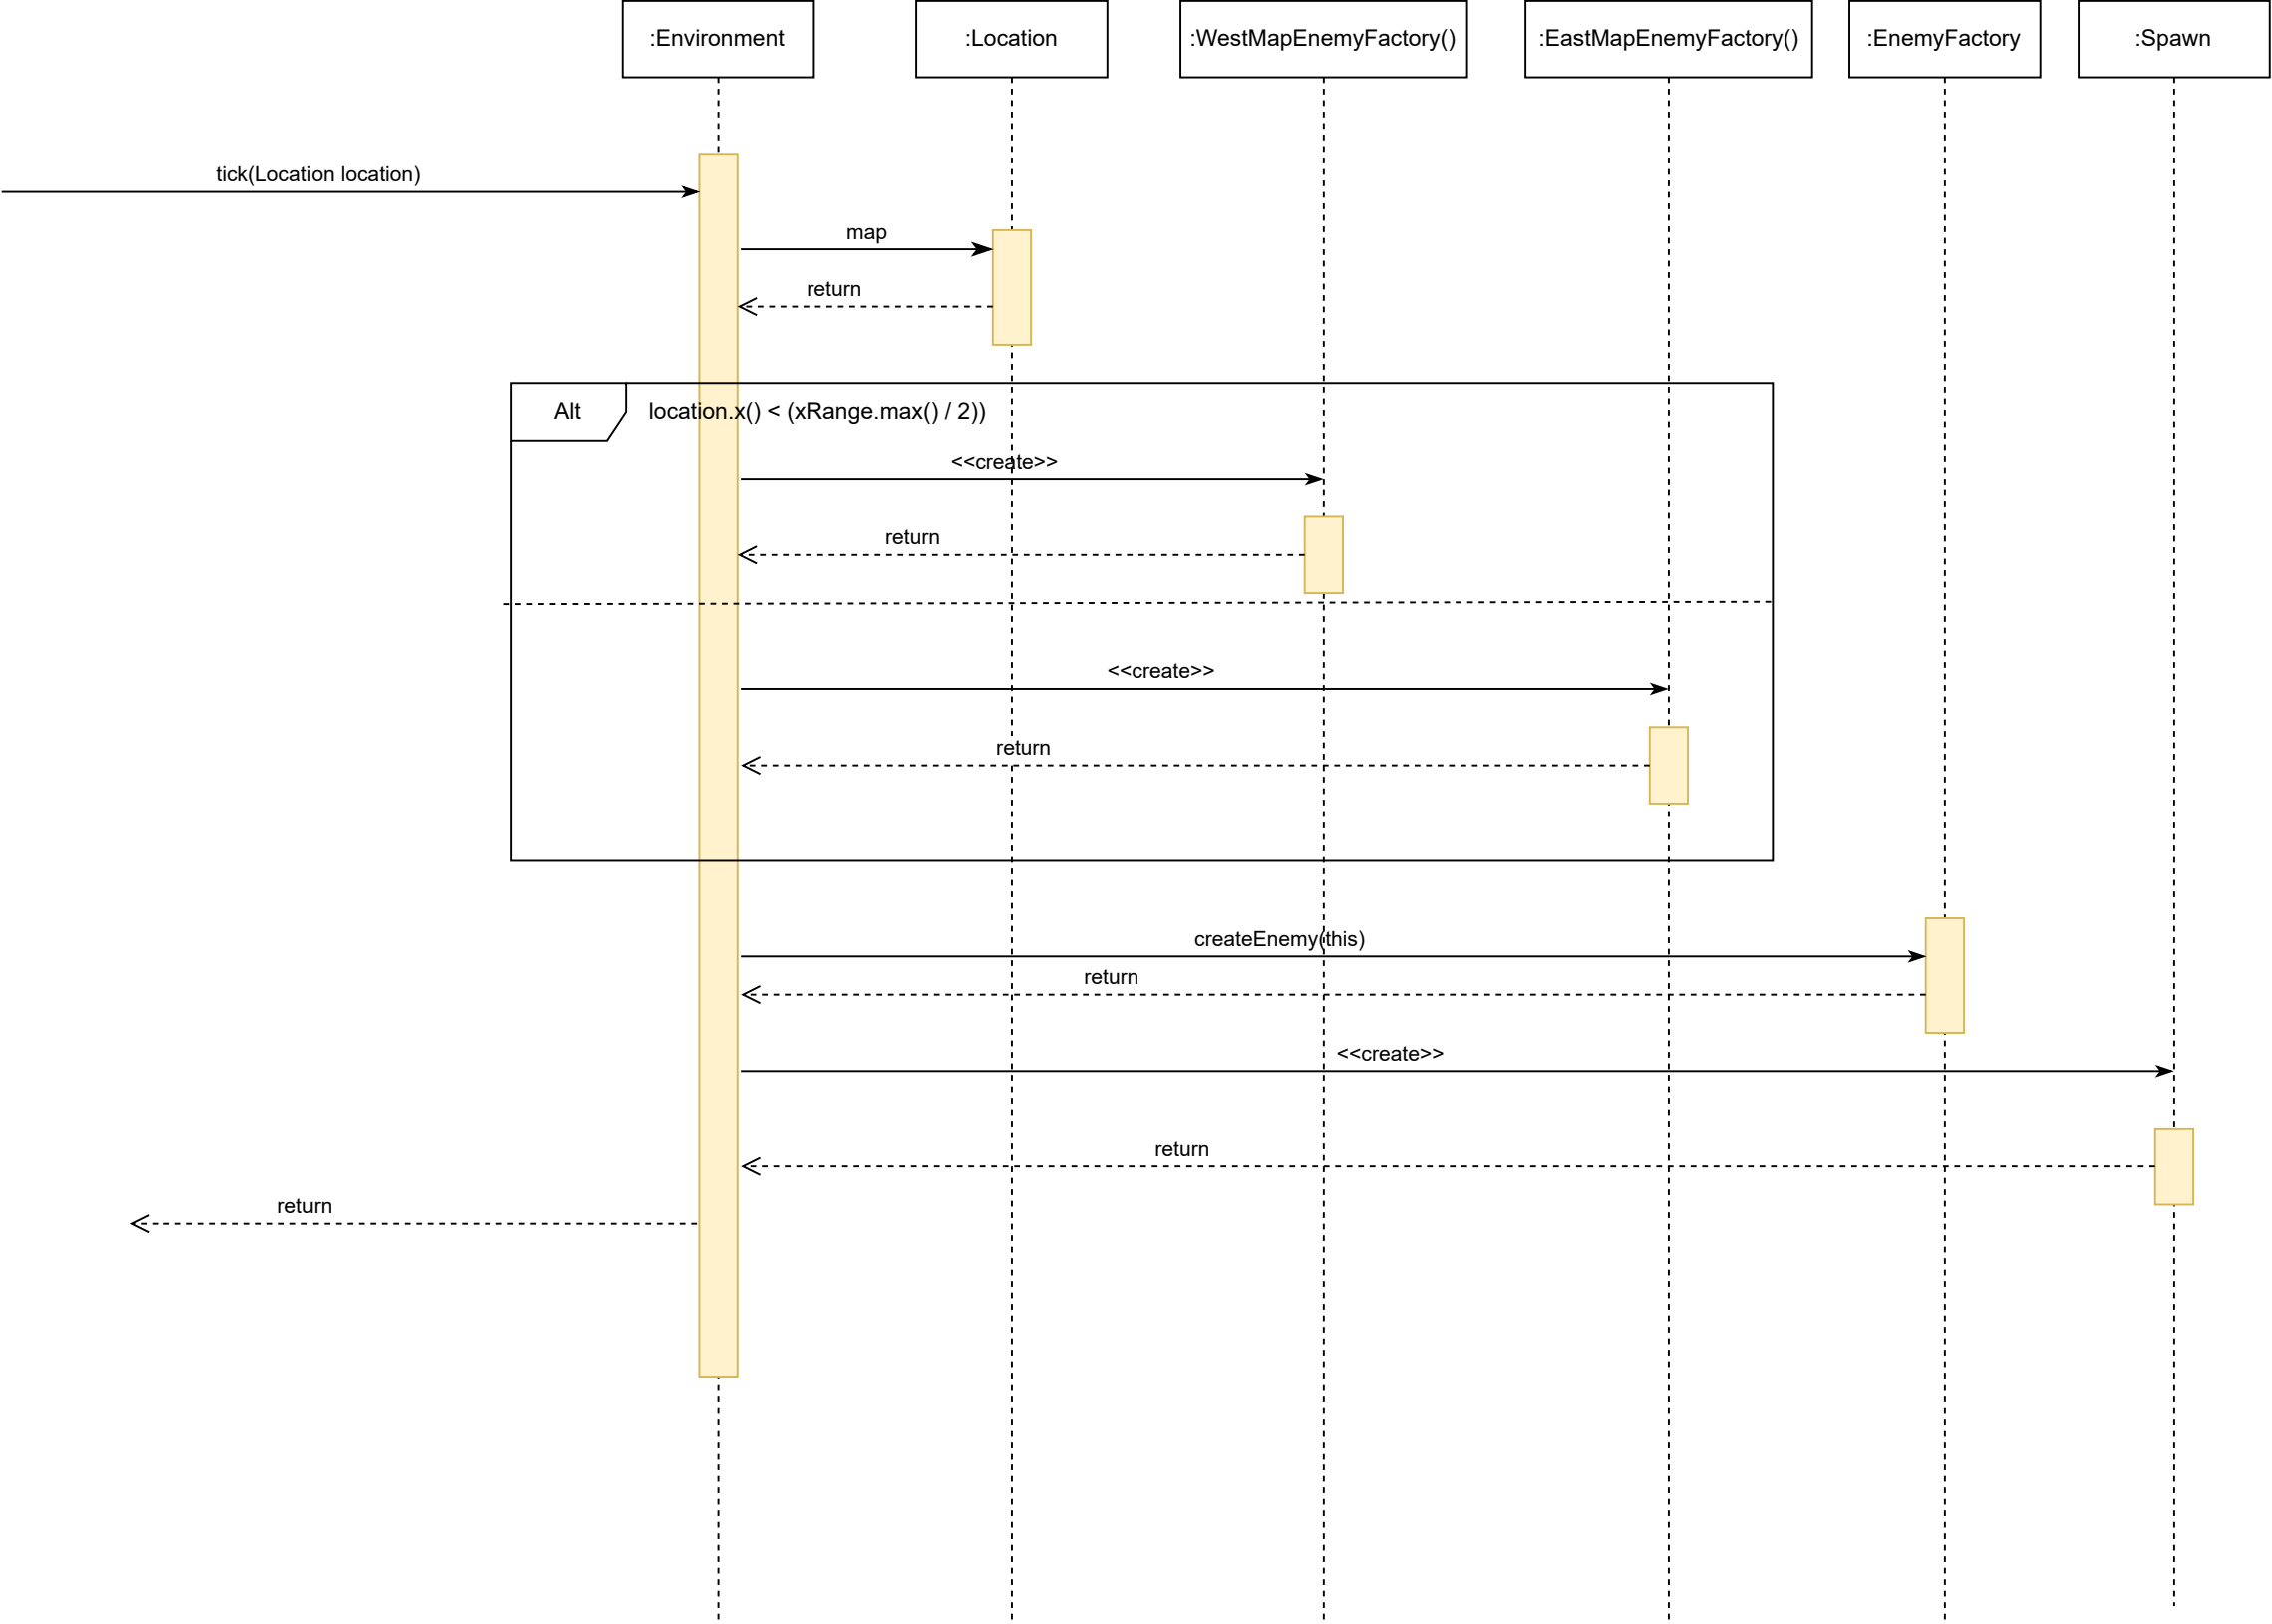 :Environment
:Location
:WestMapEnemyFactory()
:EastMapEnemyFactory()
:EnemyFactory
:Spawn
tick(Location location)
map
return
Alt
location.x() < (xRange.max() / 2))
<<create>>
return
<<create>>
return
createEnemy(this)
return
<<create>>
return
return